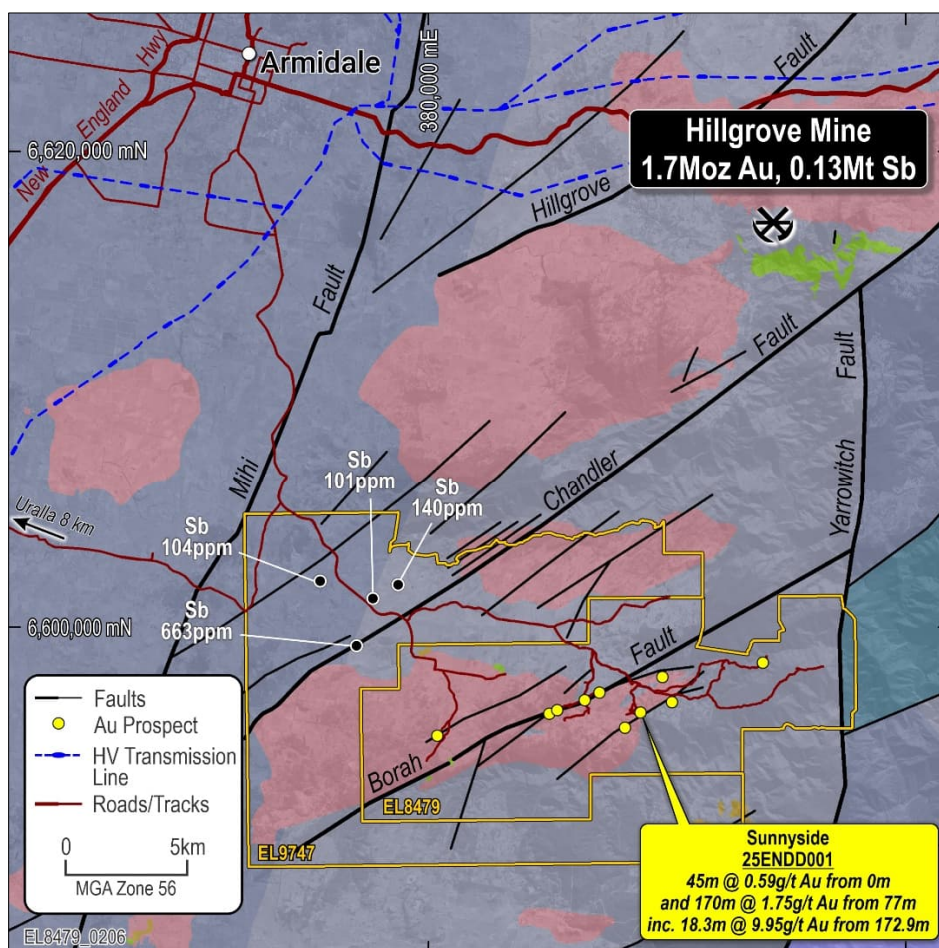 Armidale
New England Hwy
380,000 mE
Fault
6,620,000 mN
Hillgrove Mine
1.7Moz Au, 0.13Mt Sb
Hillgrove
Fault
Fault
Fault
Mihi
Chandler
Yarrowitch
Uralla 8 km
Sb
101ppm
Sb
140ppm
Sb
104ppm
Sb
663ppm
6,600,000 mN
Fault
Borah
EL8479
EL9747
Faults
Au Prospect
HV Transmission
Line
Roads/Tracks
0 5km
MGA Zone 56
Sunnyside
25ENDD001
45m @ 0.59g/t Au from 0m
and 170m @ 1.75g/t Au from 77m
inc. 18.3m @ 9.95g/t Au from 172.9m
EL8479_0206